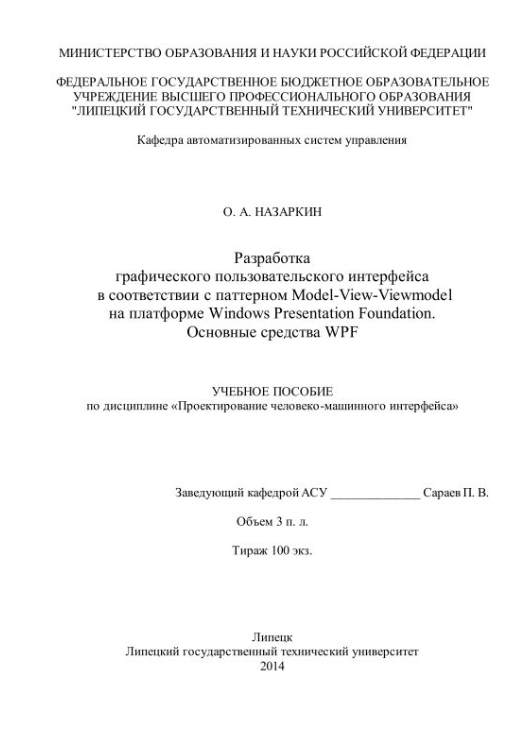 МИНИСТЕРСТВО ОБРАЗОВАНИЯ И НАУКИ РОССИЙСКОЙ ФЕДЕРАЦИИ
ФЕДЕРАЛЬНОЕ ГОСУДАРСТВЕННОЕ БЮДЖЕТНОЕ ОБРАЗОВАТЕЛЬНОЕ
УЧРЕЖДЕНИЕ ВЫСШЕГО ПРОФЕССИОНАЛЬНОГО ОБРАЗОВАНИЯ
"ЛИПЕЦКИЙ ГОСУДАРСТВЕННЫЙ ТЕХНИЧЕСКИЙ УНИВЕРСИТЕТ"
Кафедра автоматизированных систем управления
О. А. НАЗАРКИН
Разработка
графического пользовательского интерфейса
в соответствии с паттерном Model-View-Viewmodel
на платформе Windows Presentation Foundation.
Основные средства WPF
УЧЕБНОЕ ПОСОБИЕ
по дисциплине «Проектирование человеко-машинного интерфейса»
Заведующий кафедрой АСУ _______________ Сараев П. В.
Объем 3 п. л.
Тираж 100 экз.
Липецк
Липецкий государственный технический университет
2014